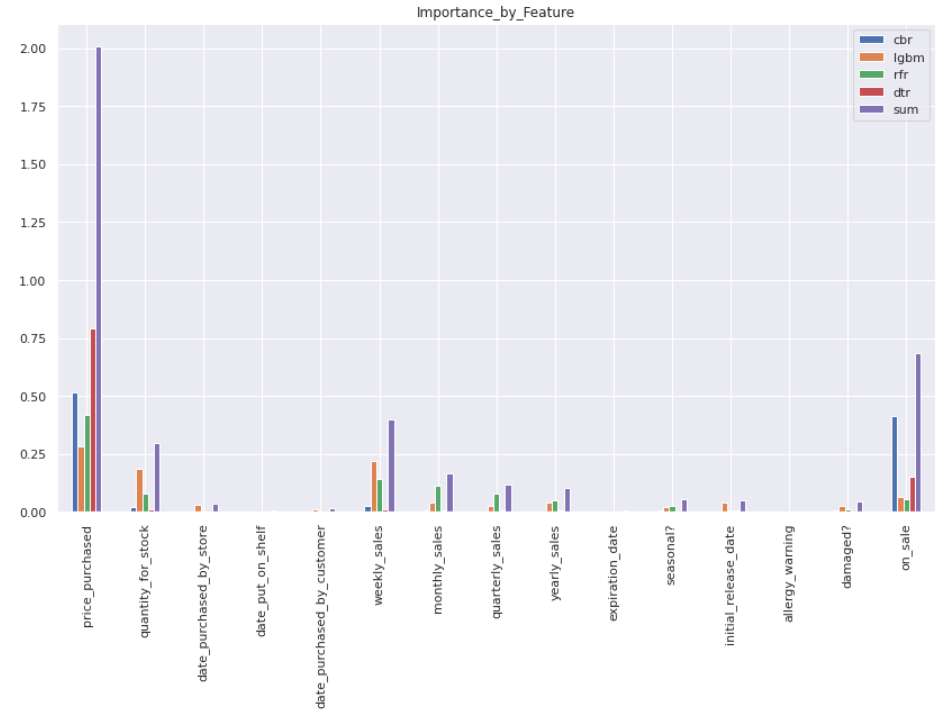 Importance_by_Feature
cbr
lgbm
rfr
dtr
sum
2.00
1.75
1.50
1.25
1.00
0.75
0.50
0.25
0.00
price_purchased
quantity_for_stock
date_purchased_by_store
date_put_on_shelf
date_purchased_by_customer
weekly_sales
monthly_sales
quarterly_sales
yearly_sales
expiration_date
seasonal?
initial_release_date
allergy_warning
damaged?
on_sale